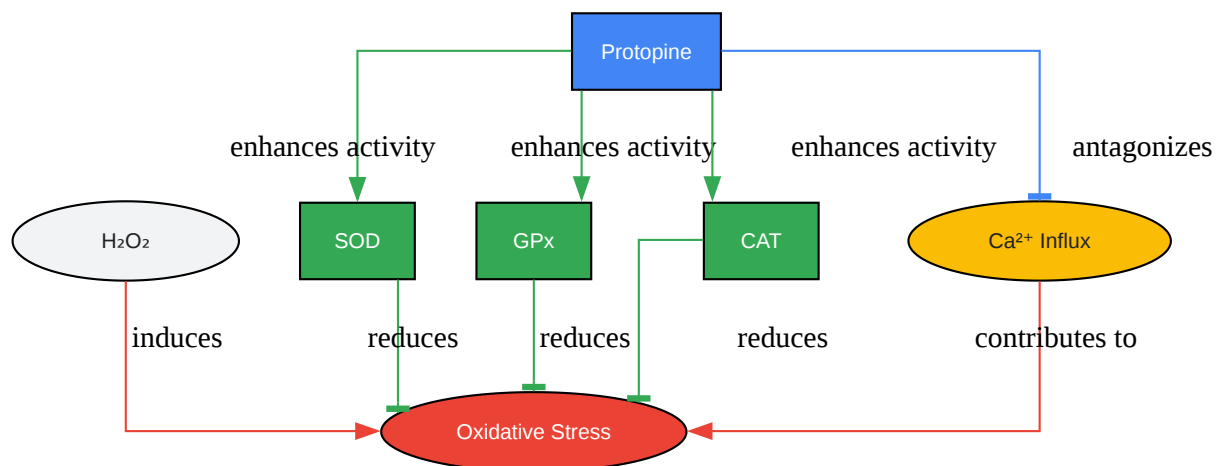 Protopine
enhances activity
enhances activity
enhances activity
antagonizes
H₂O₂
SOD
GPx
CAT
Ca²⁺ Influx
induces
reduces
reduces
reduces
contributes to
Oxidative Stress